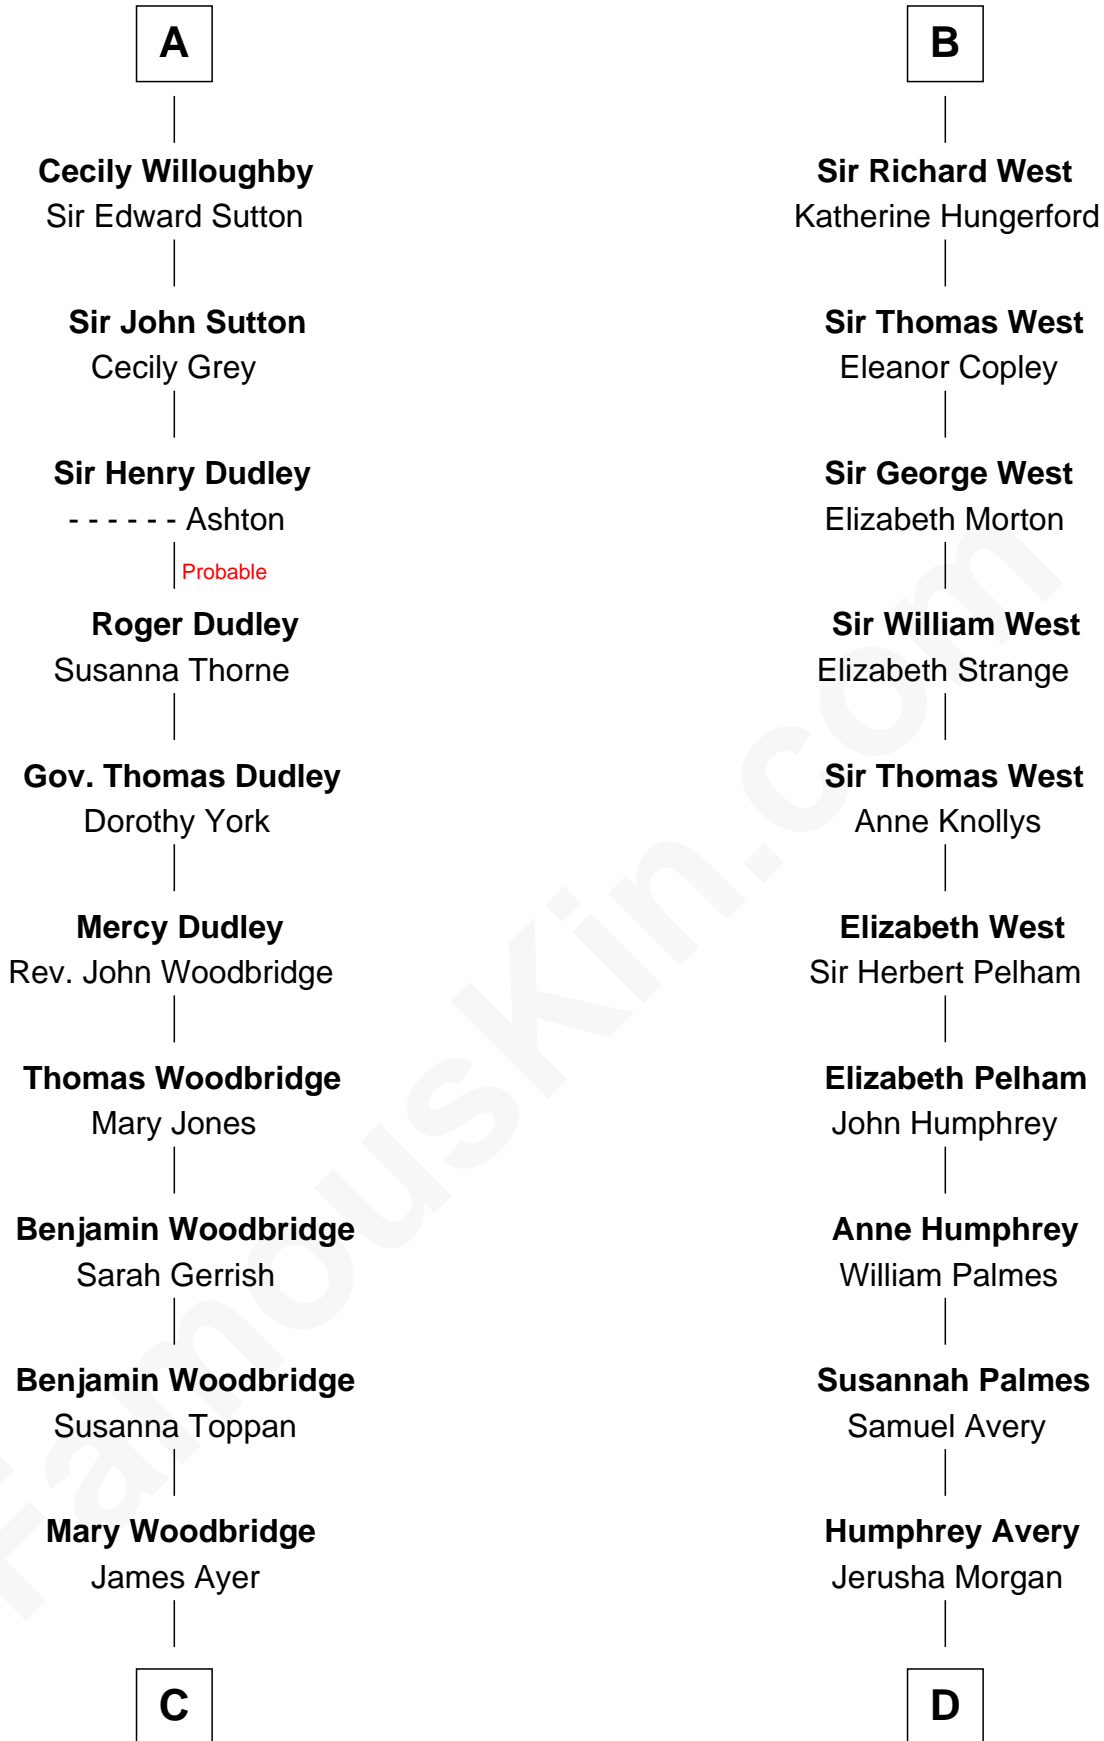 A
Cecily Willoughby
Sir Edward Sutton
Sir John Sutton
Cecily Grey
Sir Henry Dudley
- - - - - - Ashton
Probable
Roger Dudley
Susanna Thorne
Gov. Thomas Dudley
Dorothy York
Mercy Dudley
Rev. John Woodbridge
Thomas Woodbridge
Mary Jones
Benjamin Woodbridge
Sarah Gerrish
Benjamin Woodbridge
Susanna Toppan
Mary Woodbridge
James Ayer
C
B
Sir Richard West
Katherine Hungerford
Sir Thomas West
Eleanor Copley
Sir George West
Elizabeth Morton
Sir William West
Elizabeth Strange
Sir Thomas West
Anne Knollys
Elizabeth West
Sir Herbert Pelham
Elizabeth Pelham
John Humphrey
Anne Humphrey
William Palmes
Susannah Palmes
Samuel Avery
Humphrey Avery
Jerusha Morgan
D
FamousKin.com